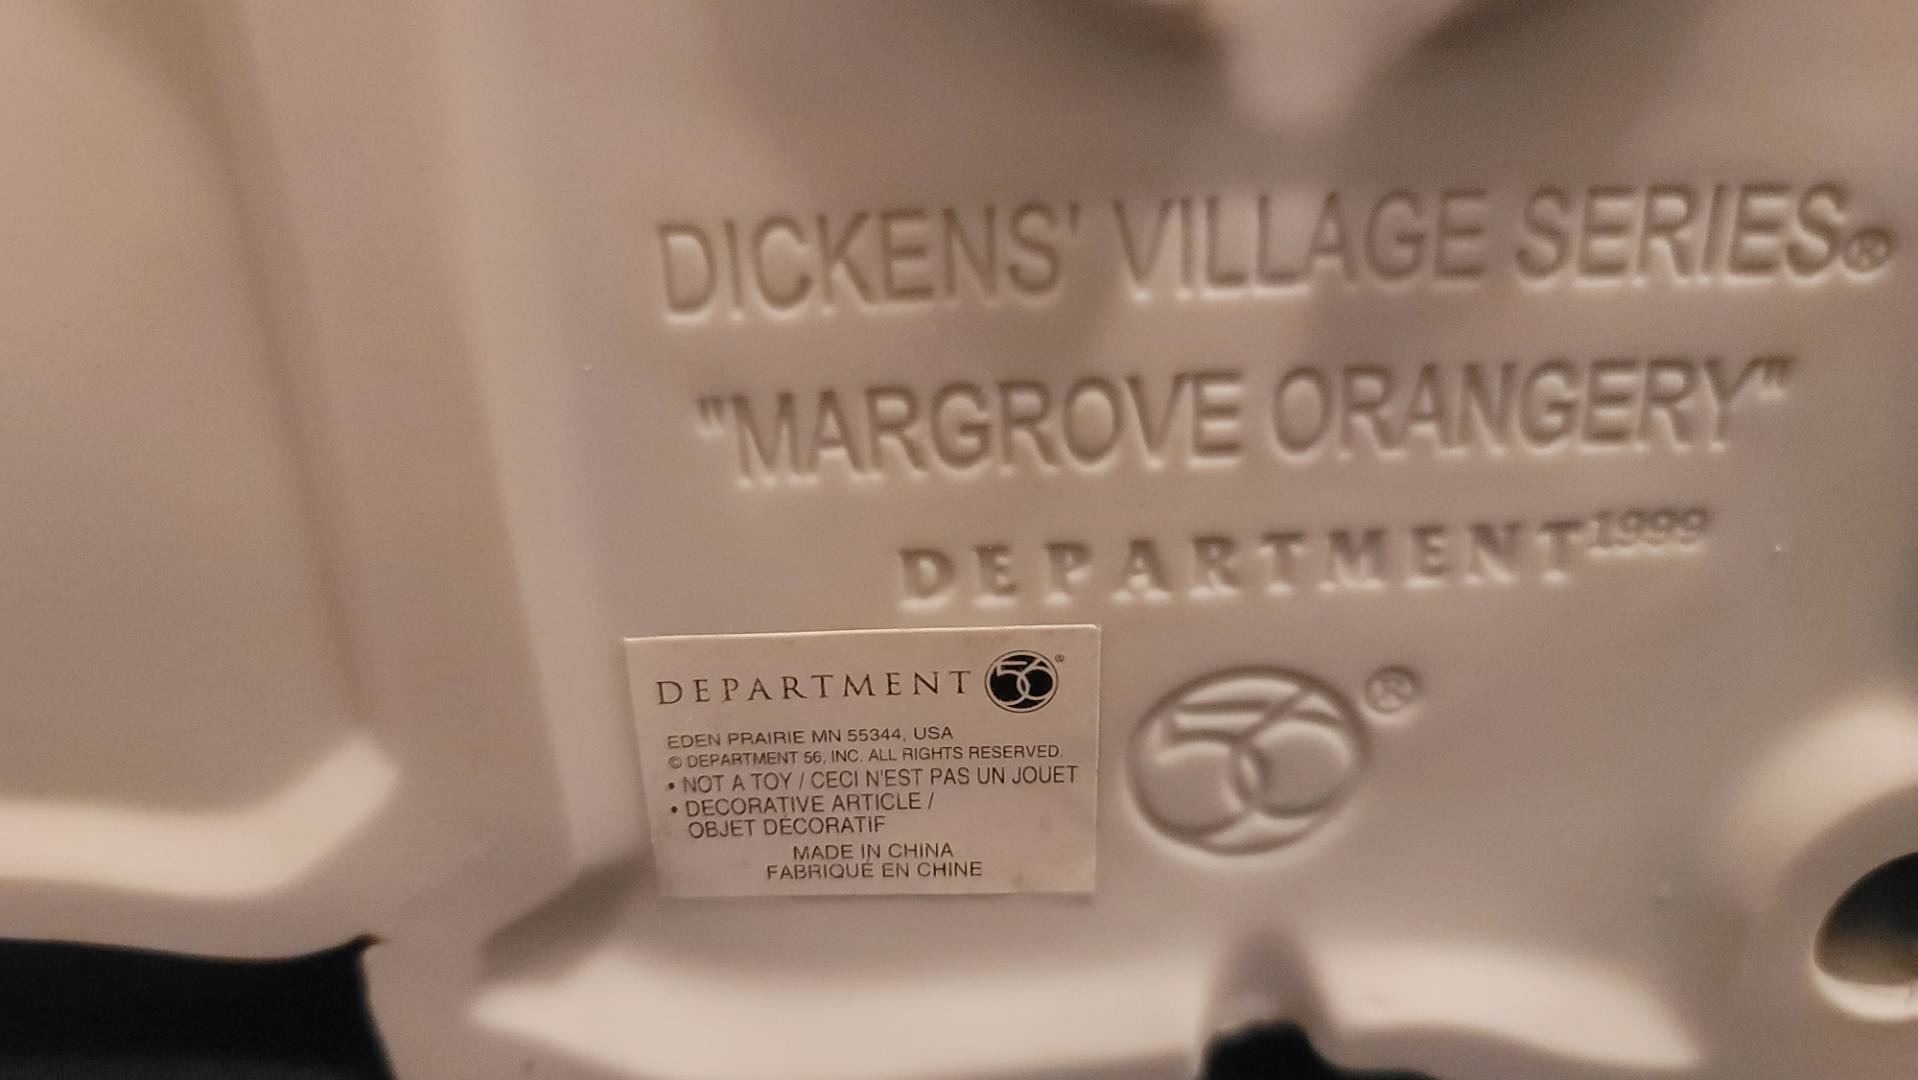 DICKENS' VILLAGE SERIES®
"MARGROVE ORANGERY"
DEPARTMENT 1999
56®
DEPARTMENT 56®
EDEN PRAIRIE MN 55344, USA
© DEPARTMENT 56, INC. ALL RIGHTS RESERVED.
• NOT A TOY / CECI N'EST PAS UN JOUET
• DECORATIVE ARTICLE /
OBJET DÉCORATIF
MADE IN CHINA
FABRIQUÉ EN CHINE